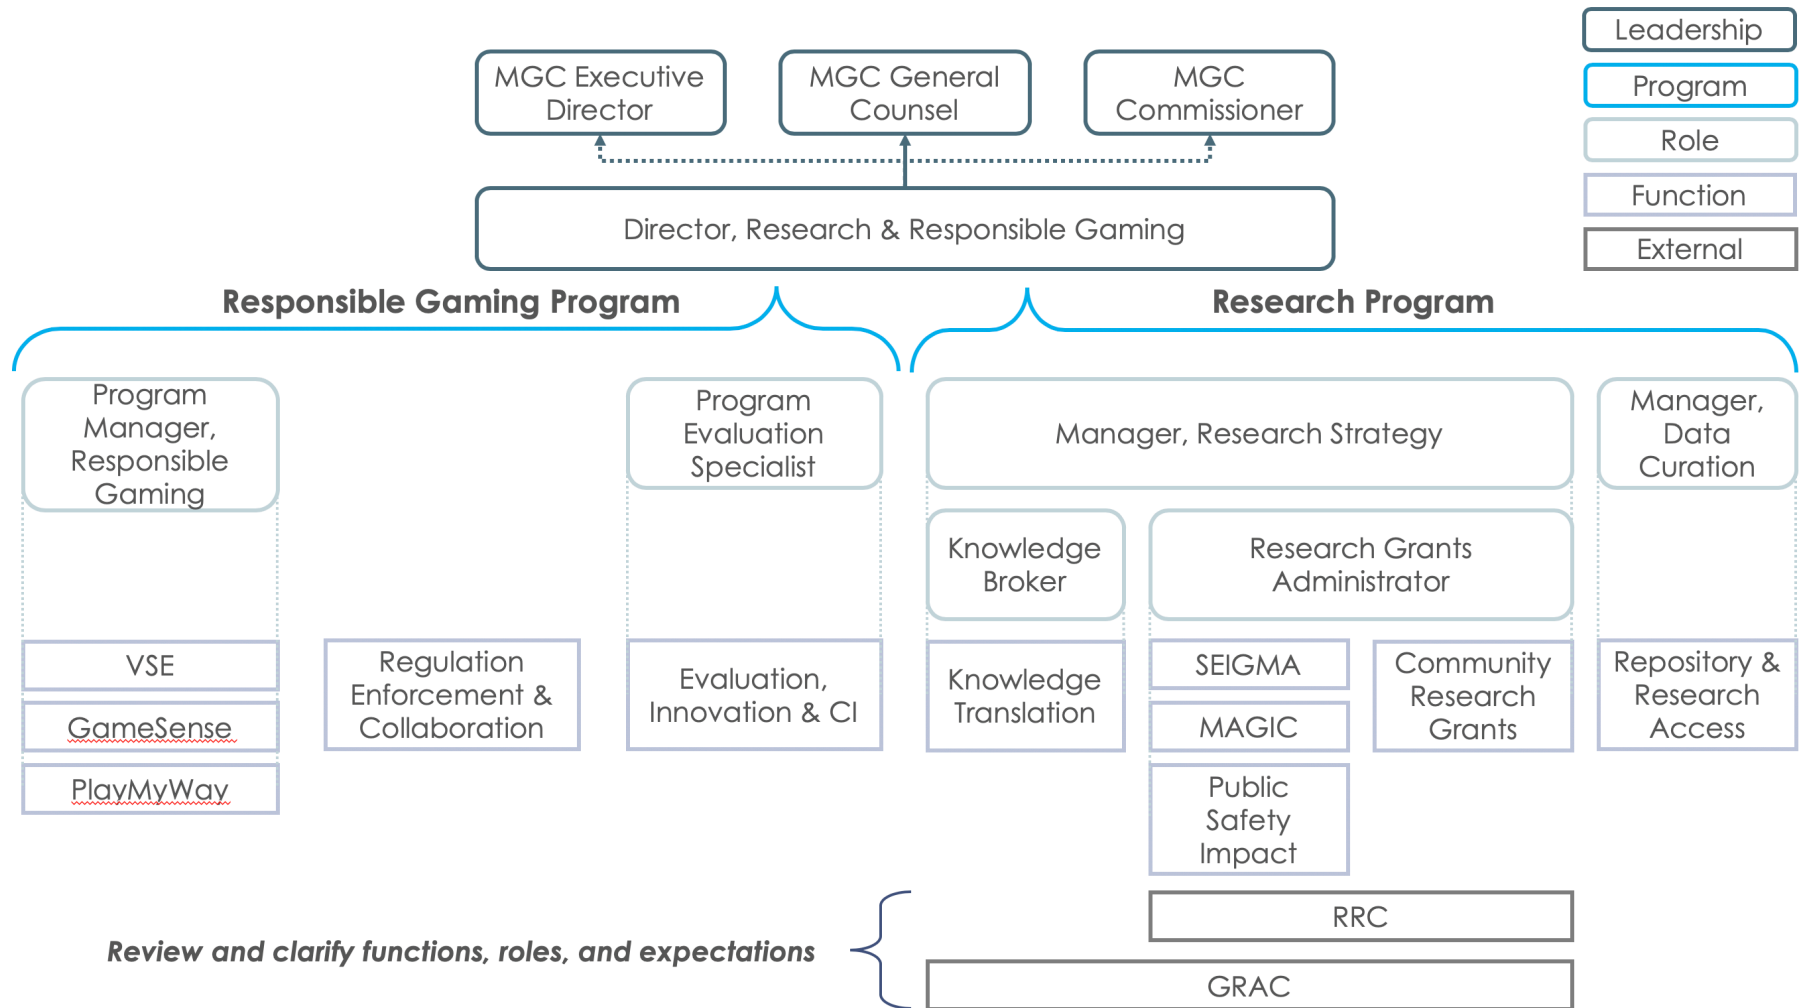 Leadership
Program
Role
Function
External
MGC Executive
Director
MGC General
Counsel
MGC
Commissioner
Director, Research & Responsible Gaming
Responsible Gaming Program
Research Program
Program
Manager,
Responsible
Gaming
Program
Evaluation
Specialist
Manager, Research Strategy
Manager,
Data
Curation
Knowledge
Broker
Research Grants
Administrator
VSE
GameSense
PlayMyWay
Regulation
Enforcement &
Collaboration
Evaluation,
Innovation & CI
Knowledge
Translation
SEIGMA
MAGIC
Public
Safety
Impact
Community
Research
Grants
Repository &
Research
Access
RRC
Review and clarify functions, roles, and expectations
GRAC